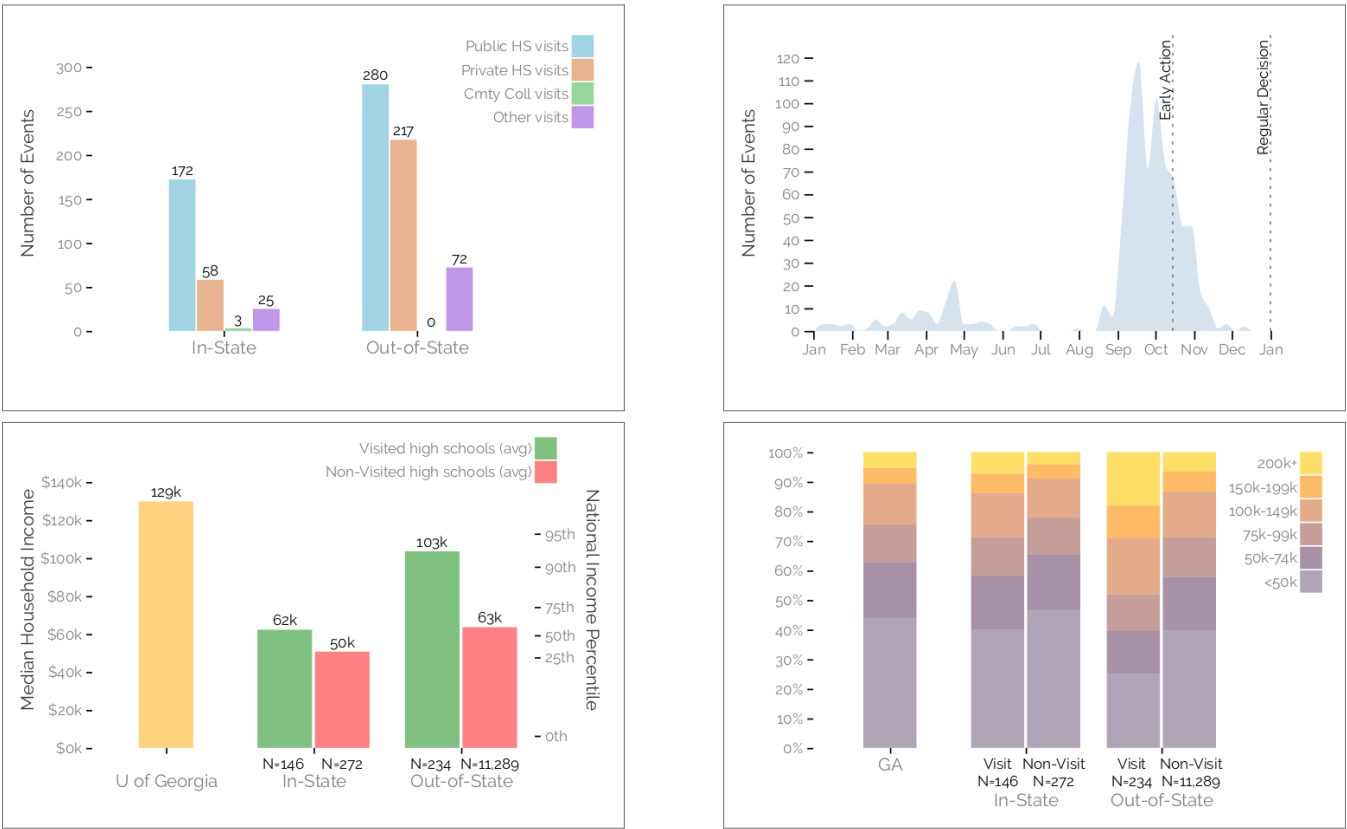 Public HS visits
Private HS visits
Cmty Coll visits
Other visits
Number of Events
300
250
200
150
100
50
0
172
58
3
25
280
217
0
72
In-State
Out-of-State
Number of Events
120
110
100
90
80
70
60
50
40
30
20
10
0
Early Action
Regular Decision
Jan Feb Mar Apr May Jun Jul Aug Sep Oct Nov Dec Jan
Visited high schools (avg)
Non-Visited high schools (avg)
Median Household Income
$140k
$120k
$100k
$80k
$60k
$40k
$20k
$0k
129k
62k
50k
103k
63k
National Income Percentile
95th
90th
75th
50th
25th
0th
N=146 N=272 N=234 N=11,289
U of Georgia In-State Out-of-State
100%
90%
80%
70%
60%
50%
40%
30%
20%
10%
0%
200k+
150k-199k
100k-149k
75k-99k
50k-74k
<50k
GA Visit Non-Visit Visit Non-Visit
N=146 N=272 N=234 N=11,289
In-State Out-of-State